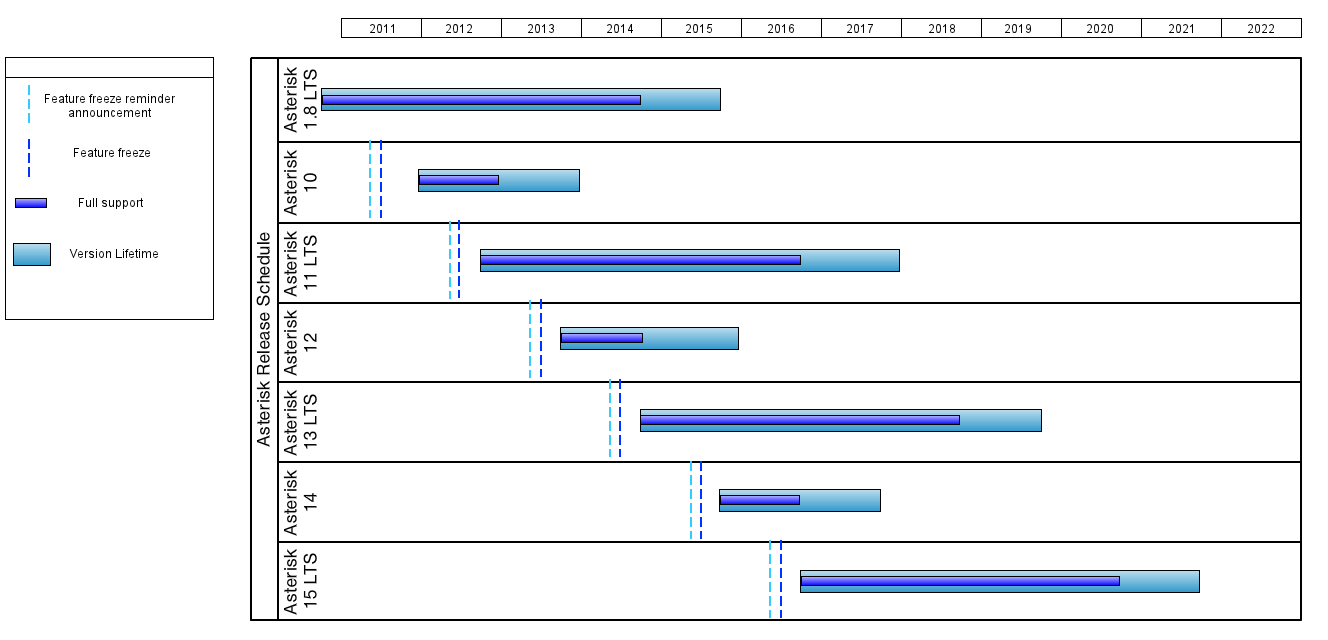 2011 2012 2013 2014 2015 2016 2017 2018 2019 2020 2021 2022
Feature freeze reminder
announcement
Feature freeze
Full support
Version Lifetime
Asterisk Release Schedule
Asterisk
1.8 LTS
Asterisk
10
Asterisk
11 LTS
Asterisk
12
Asterisk
13 LTS
Asterisk
14
Asterisk
15 LTS